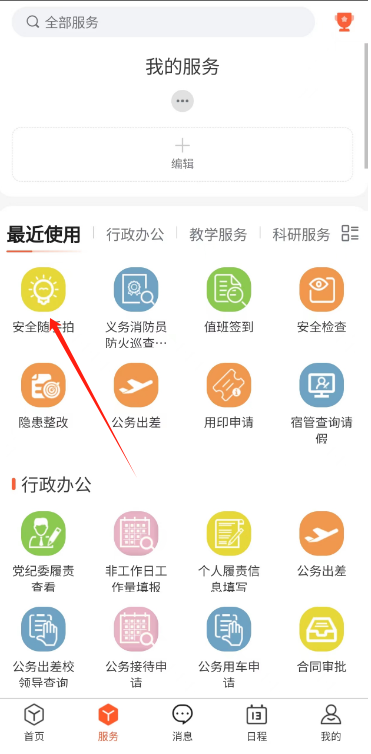 全部服务
我的服务
编辑
最近使用
行政办公
教学服务
科研服务
安全随手拍
义务消防员
防火巡查…
值班签到
安全检查
隐患整改
公务出差
用印申请
宿管查询请
假
行政办公
党纪委履责
查看
非工作日工
作量填报
个人履责信
息填写
公务出差
公务出差校
领导查询
公务接待申
请
公务用车申
请
合同审批
首页
服务
消息
13
日程
我的